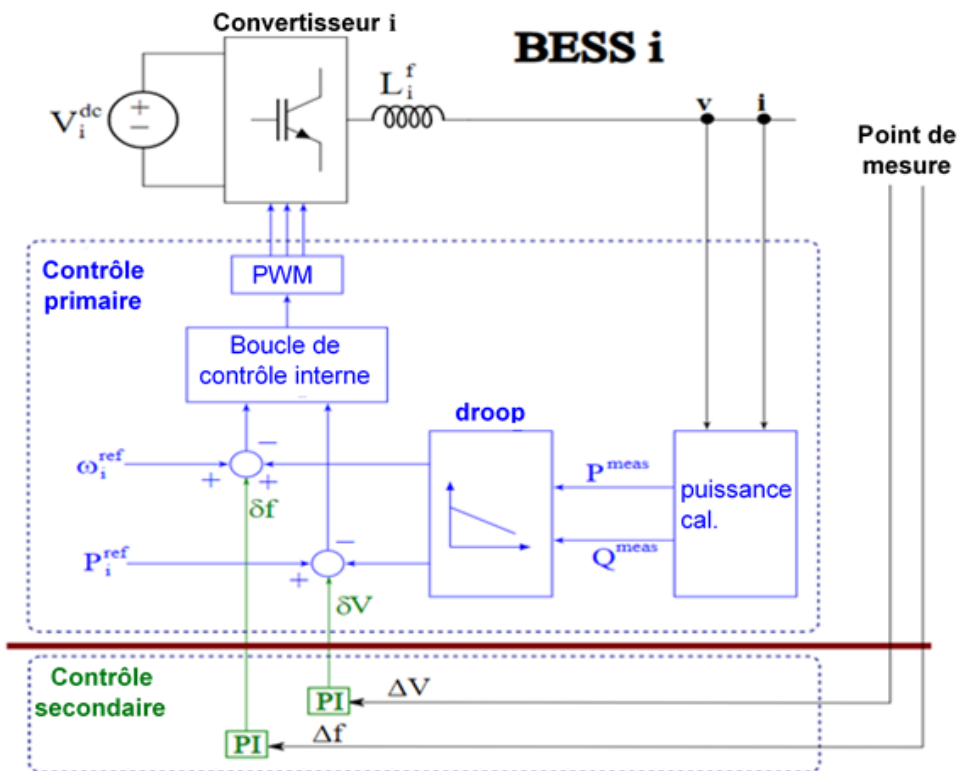 Convertisseur i
BESS i
V_i^dc
+
−
L_i^f
v
i
Point de
mesure
Contrôle
primaire
PWM
Boucle de
contrôle interne
droop
puissance
cal.
P^meas
Q^meas
ω_i^ref
+
−
+
δf
P_i^ref
+
−
δV
Contrôle
secondaire
PI
ΔV
PI
Δf